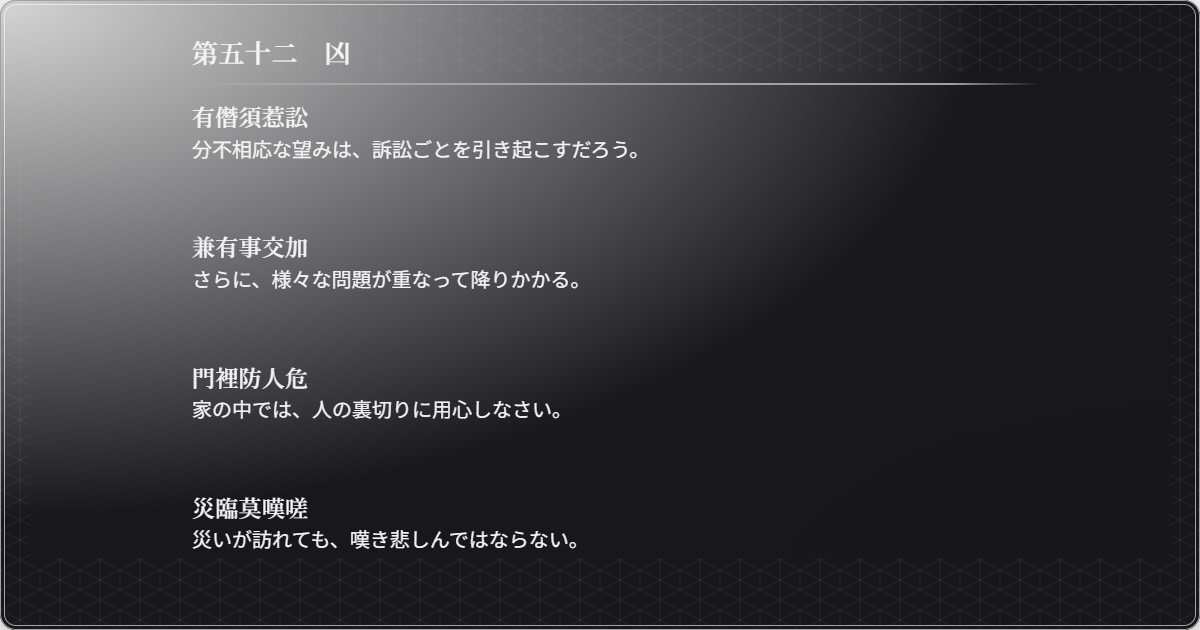 第五十二　凶
有僭須惹訟
分不相応な望みは、訴訟ごとを引き起こすだろう。
兼有事交加
さらに、様々な問題が重なって降りかかる。
門裡防人危
家の中では、人の裏切りに用心しなさい。
災臨莫嘆嗟
災いが訪れても、嘆き悲しんではならない。